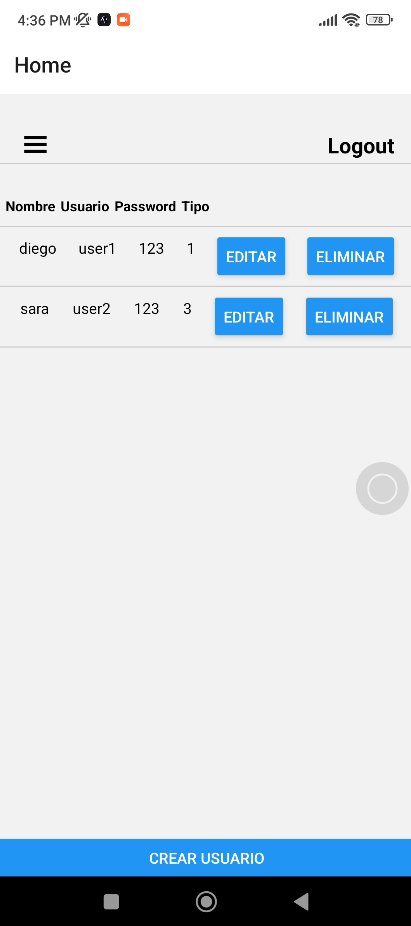 4:36 PM 78
Home
Logout
Nombre Usuario Password Tipo
diego user1 123 1 EDITAR ELIMINAR
sara user2 123 3 EDITAR ELIMINAR
CREAR USUARIO